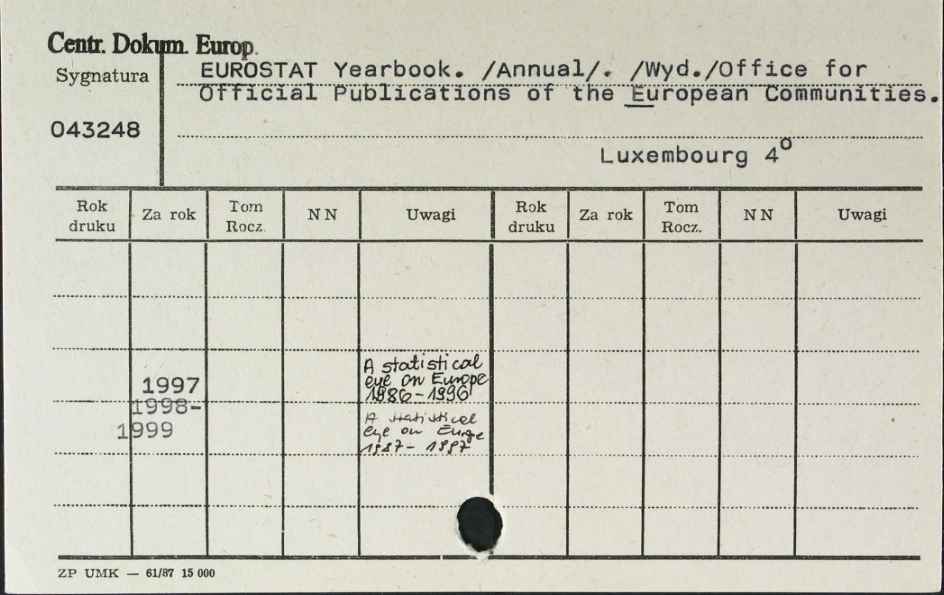 Centr. Dokum. Europ.
Sygnatura
EUROSTAT Yearbook. /Annual/. /Wyd./Office for
Official Publications of the European Communities.
043248
Luxembourg 4°
Rok druku Za rok Tom Rocz. NN Uwagi Rok druku Za rok Tom Rocz. NN Uwagi
A statistical
eye on Europe
1997 1986-1996
1998-
A statistical
1999 eye on Europe
1987-1997
ZP UMK — 61/87 15 000